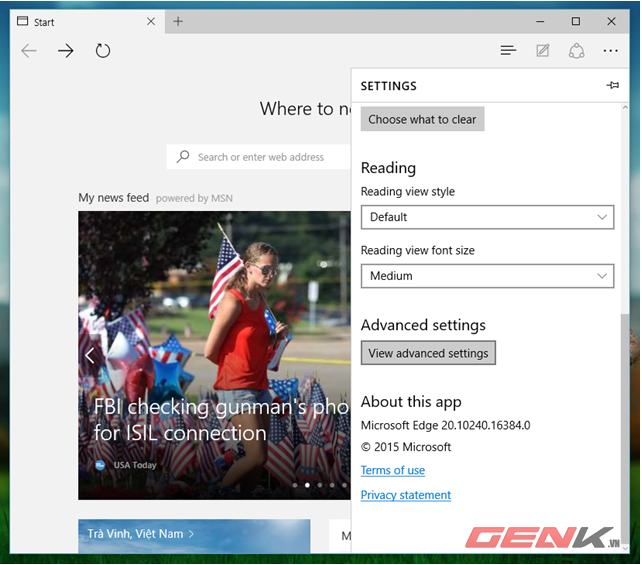 Start
SETTINGS
Where to ne
Choose what to clear
Search or enter web address
Reading
Reading view style
My news feed powered by MSN
Default
Reading view font size
Medium
Advanced settings
View advanced settings
About this app
FBI checking gunman's pho
for ISIL connection
Microsoft Edge 20.10240.16384.0
© 2015 Microsoft
USA Today
Terms of use
Privacy statement
Trà Vinh, Việt Nam
M
GENK.VN